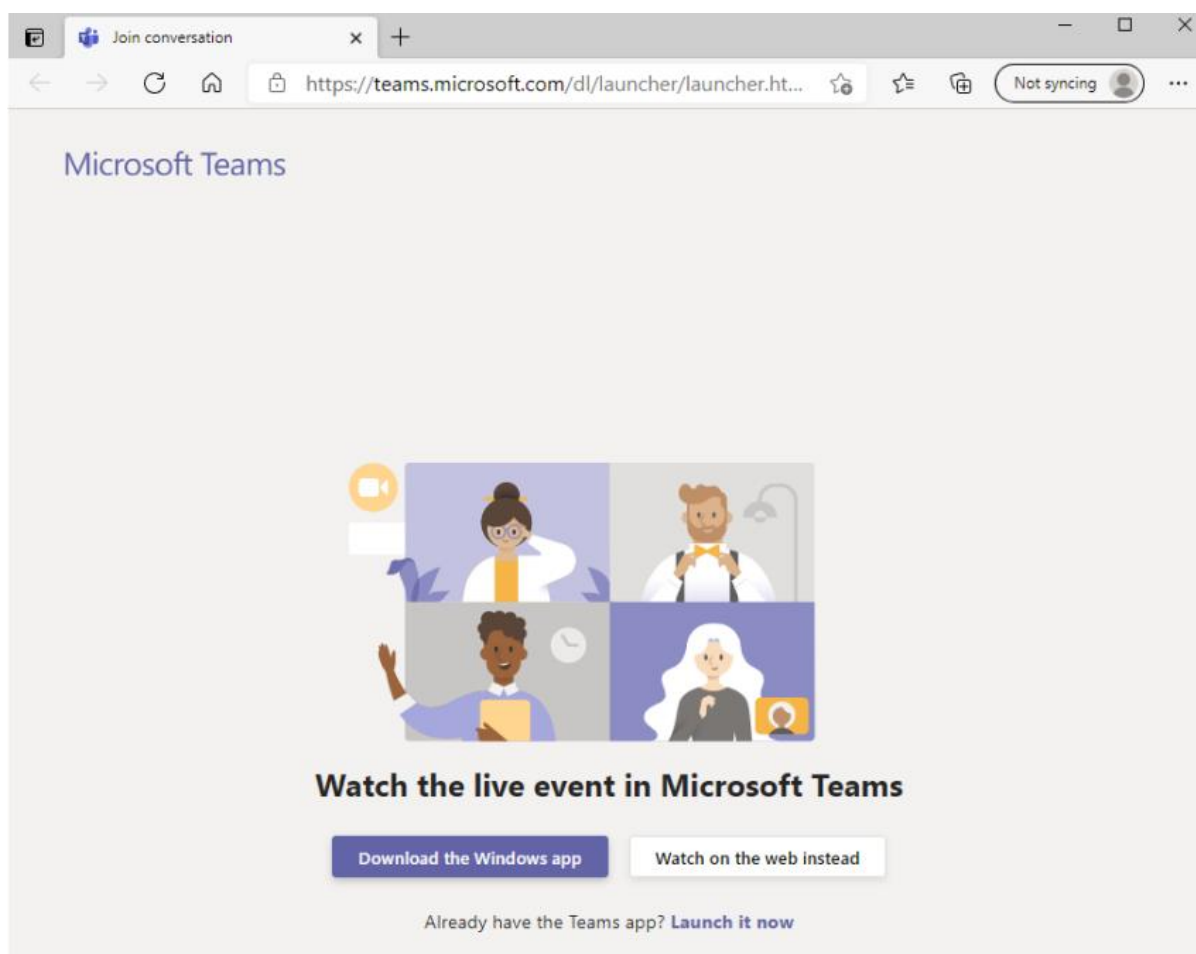 Join conversation
https://teams.microsoft.com/dl/launcher/launcher.ht...
Not syncing
Microsoft Teams
Watch the live event in Microsoft Teams
Download the Windows app
Watch on the web instead
Already have the Teams app? Launch it now